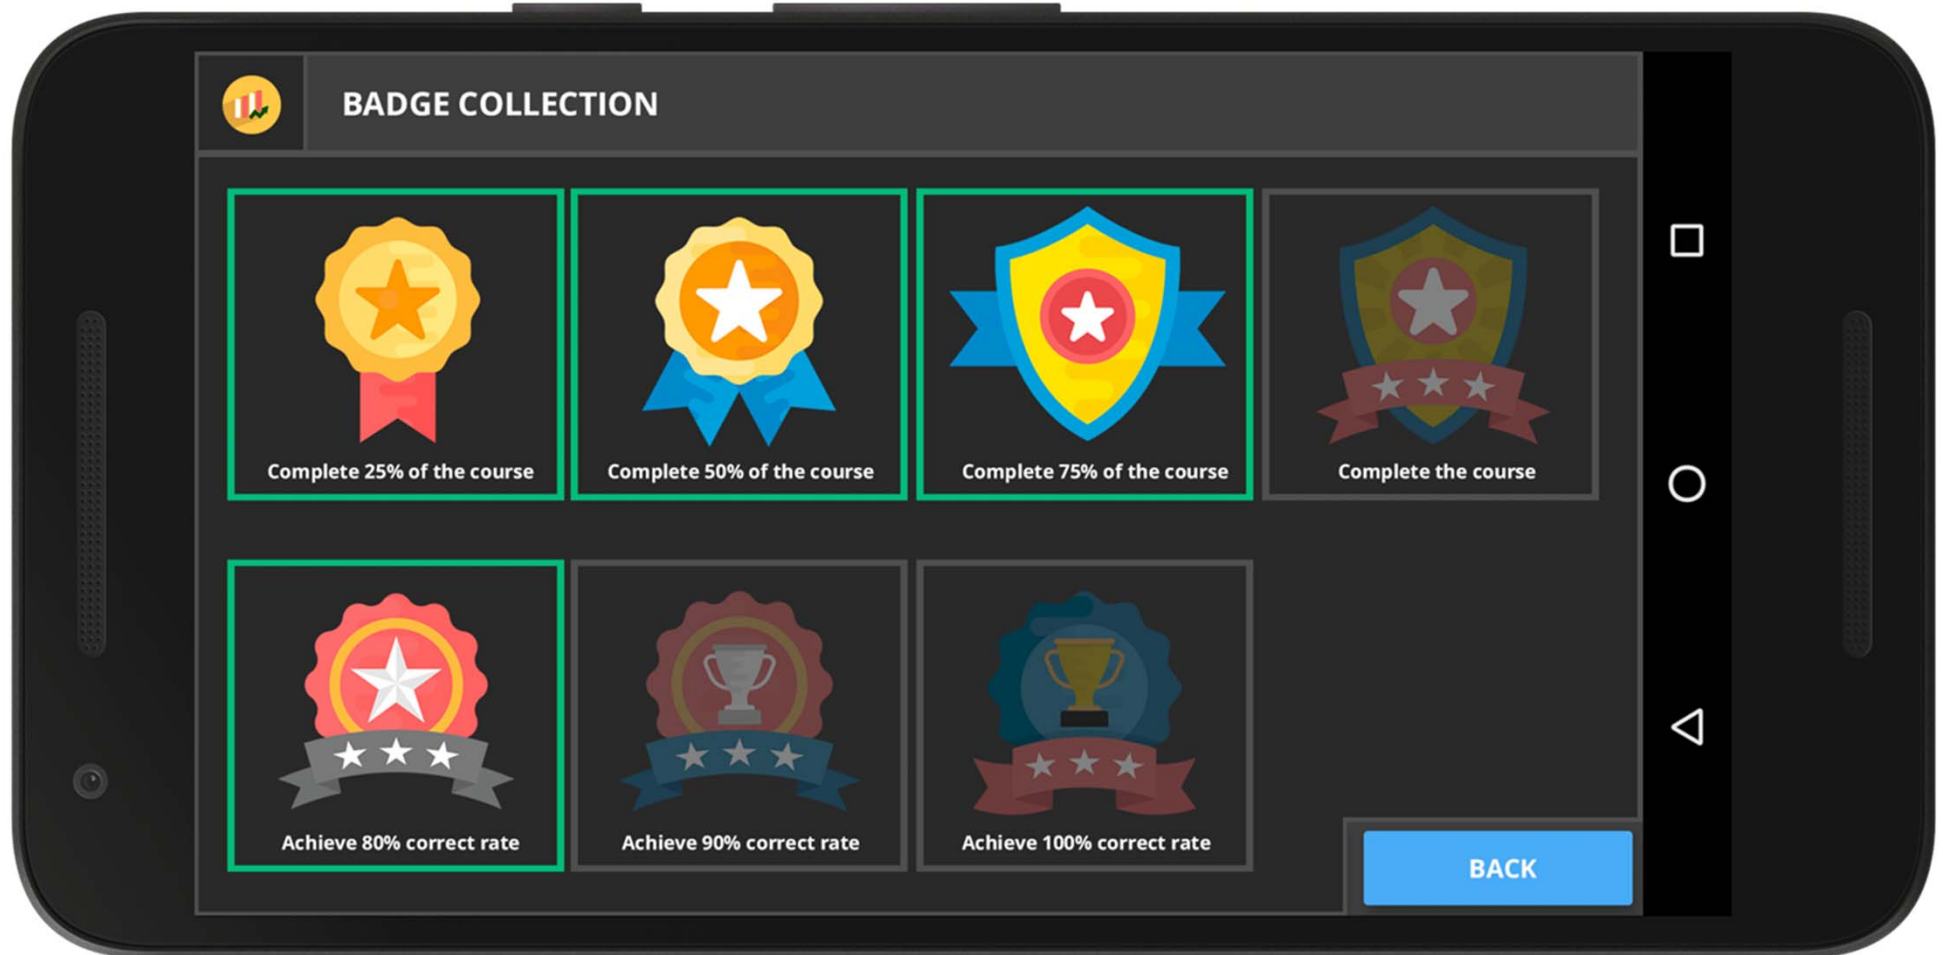 BADGE COLLECTION
Complete 25% of the course
Complete 50% of the course
Complete 75% of the course
Complete the course
Achieve 80% correct rate
Achieve 90% correct rate
Achieve 100% correct rate
BACK